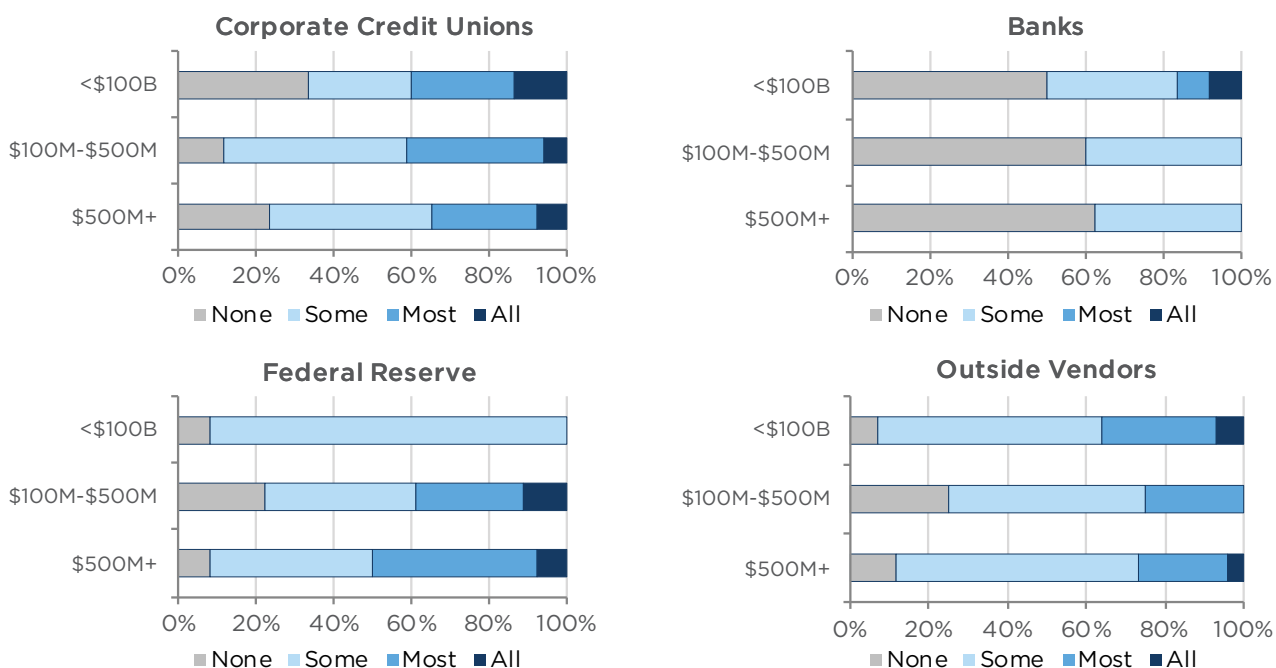 Corporate Credit Unions
<$100B
$100M-$500M
$500M+
0% 20% 40% 60% 80% 100%
None Some Most All
Banks
<$100B
$100M-$500M
$500M+
0% 20% 40% 60% 80% 100%
None Some Most All
Federal Reserve
<$100B
$100M-$500M
$500M+
0% 20% 40% 60% 80% 100%
None Some Most All
Outside Vendors
<$100B
$100M-$500M
$500M+
0% 20% 40% 60% 80% 100%
None Some Most All